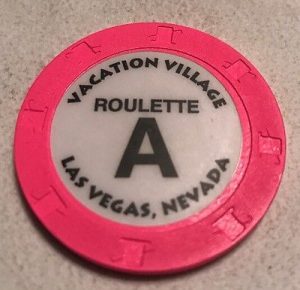 VACATION VILLAGE
ROULETTE
A
LAS VEGAS, NEVADA